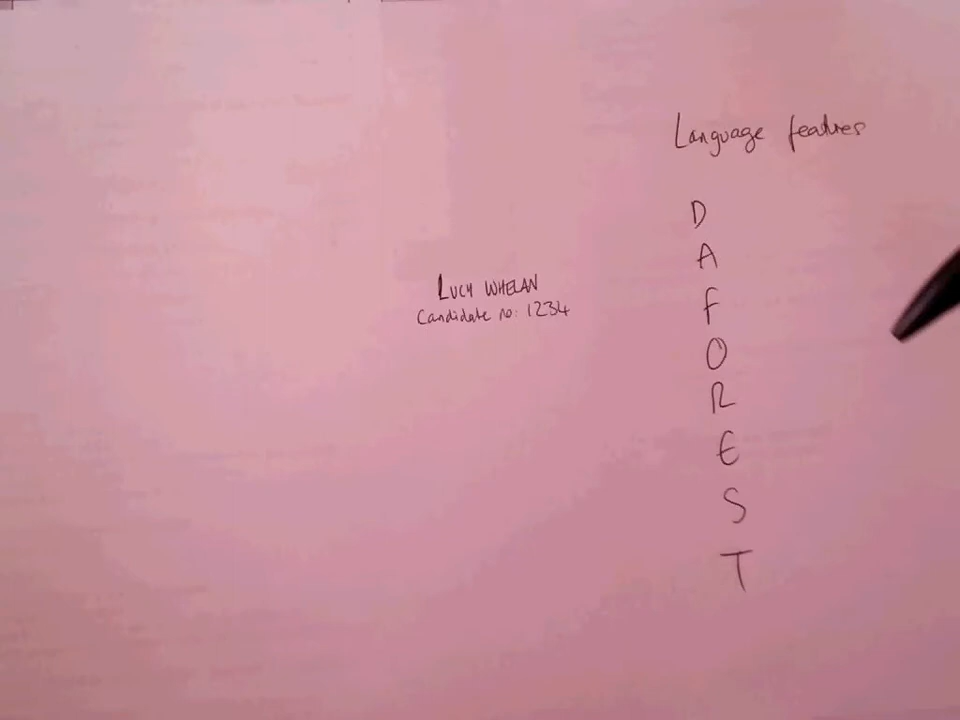 Language features
D
A
F
O
R
E
S
T
LUCY WHELAN
Candidate no: 1234